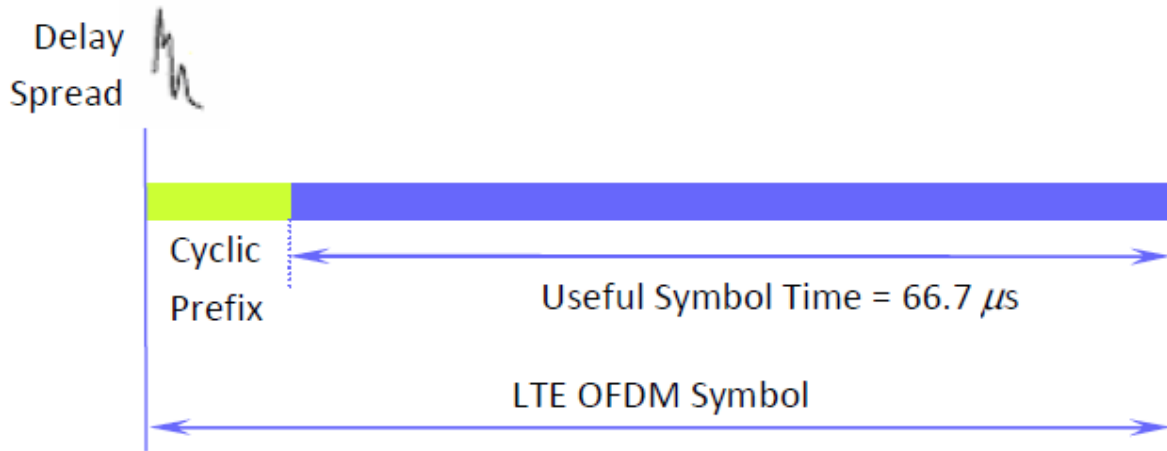 Delay
Spread
Cyclic
Prefix
Useful Symbol Time = 66.7 μs
LTE OFDM Symbol